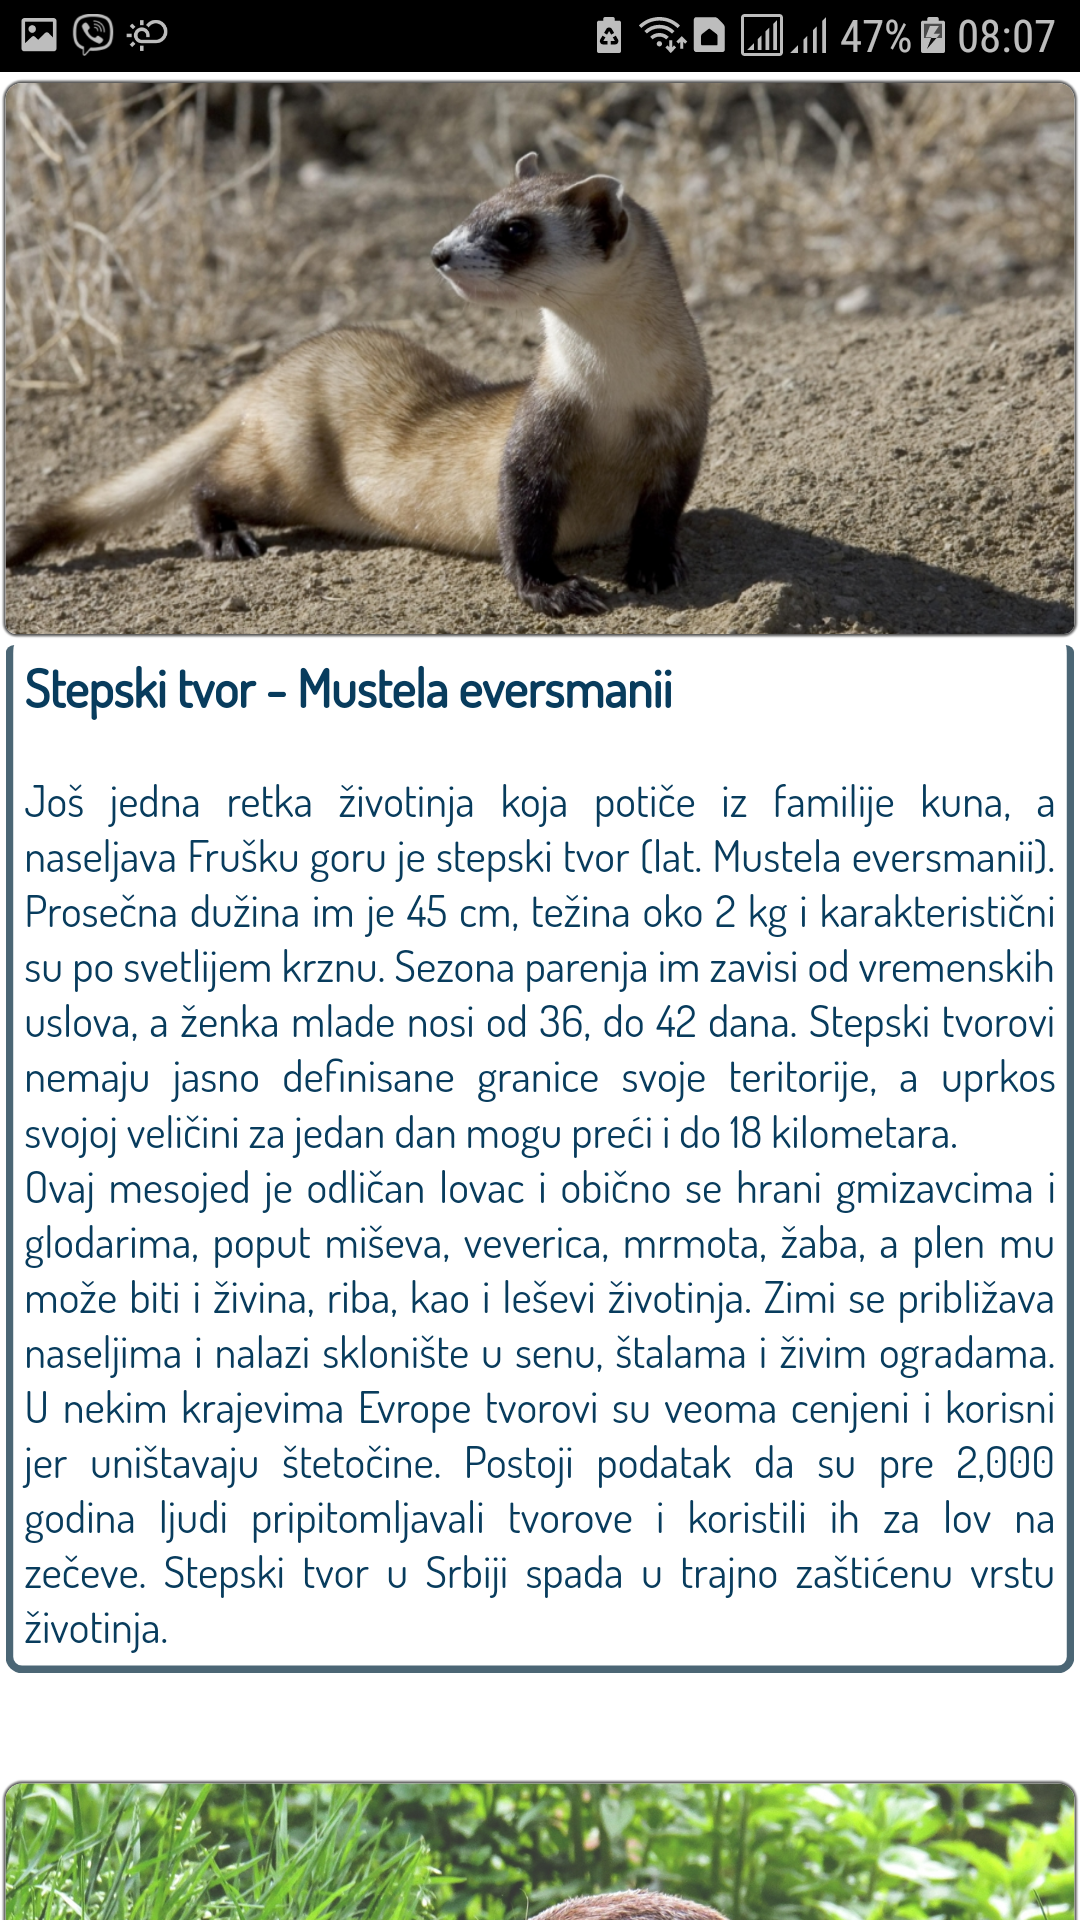 47% 08:07
Stepski tvor - Mustela eversmanii
Još jedna retka životinja koja potiče iz familije kuna, a
naseljava Frušku goru je stepski tvor (lat. Mustela eversmanii).
Prosečna dužina im je 45 cm, težina oko 2 kg i karakteristični
su po svetlijem krznu. Sezona parenja im zavisi od vremenskih
uslova, a ženka mlade nosi od 36, do 42 dana. Stepski tvorovi
nemaju jasno definisane granice svoje teritorije, a uprkos
svojoj veličini za jedan dan mogu preći i do 18 kilometara.
Ovaj mesojed je odličan lovac i obično se hrani gmizavcima i
glodarima, poput miševa, veverica, mrmota, žaba, a plen mu
može biti i živina, riba, kao i leševi životinja. Zimi se približava
naseljima i nalazi sklonište u senu, štalama i živim ogradama.
U nekim krajevima Evrope tvorovi su veoma cenjeni i korisni
jer uništavaju štetočine. Postoji podatak da su pre 2,000
godina ljudi pripitomljavali tvorove i koristili ih za lov na
zečeve. Stepski tvor u Srbiji spada u trajno zaštićenu vrstu
životinja.